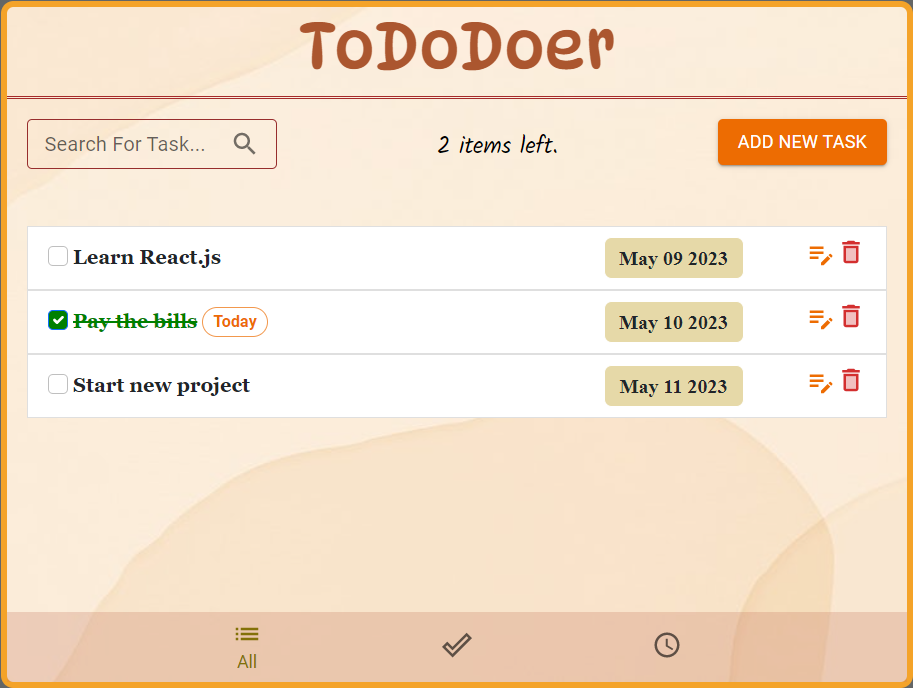 ToDoDoer
Search For Task...
2 items left.
ADD NEW TASK
Learn React.js
May 09 2023
Pay the bills
Today
May 10 2023
Start new project
May 11 2023
All